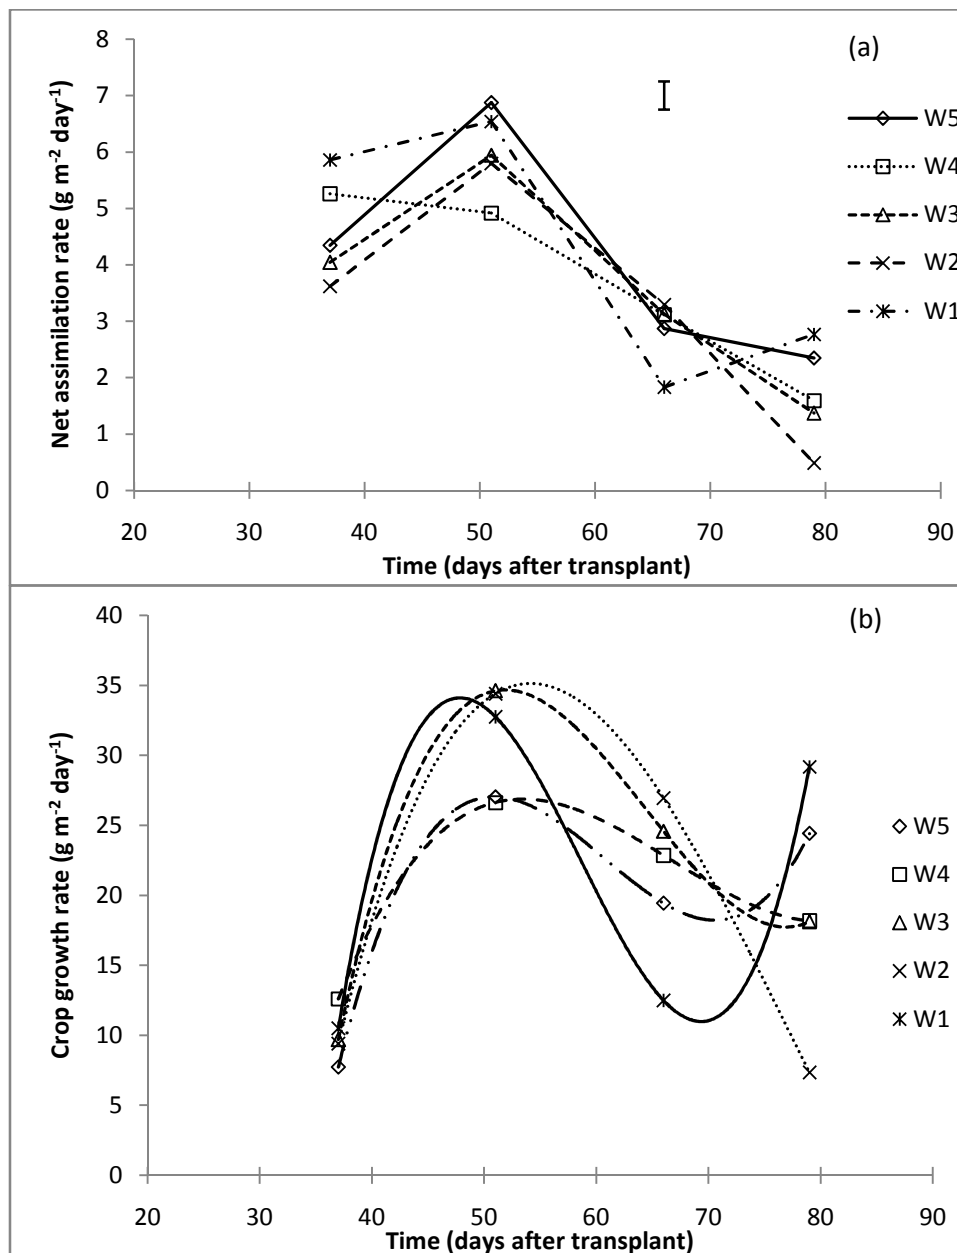 (a)
8
7
6
5
4
3
2
1
0
Net assimilation rate (g m⁻² day⁻¹)
W5
W4
W3
W2
W1
20 30 40 50 60 70 80 90
Time (days after transplant)
(b)
40
35
30
25
20
15
10
5
0
Crop growth rate (g m⁻² day⁻¹)
W5
W4
W3
W2
W1
20 30 40 50 60 70 80 90
Time (days after transplant)